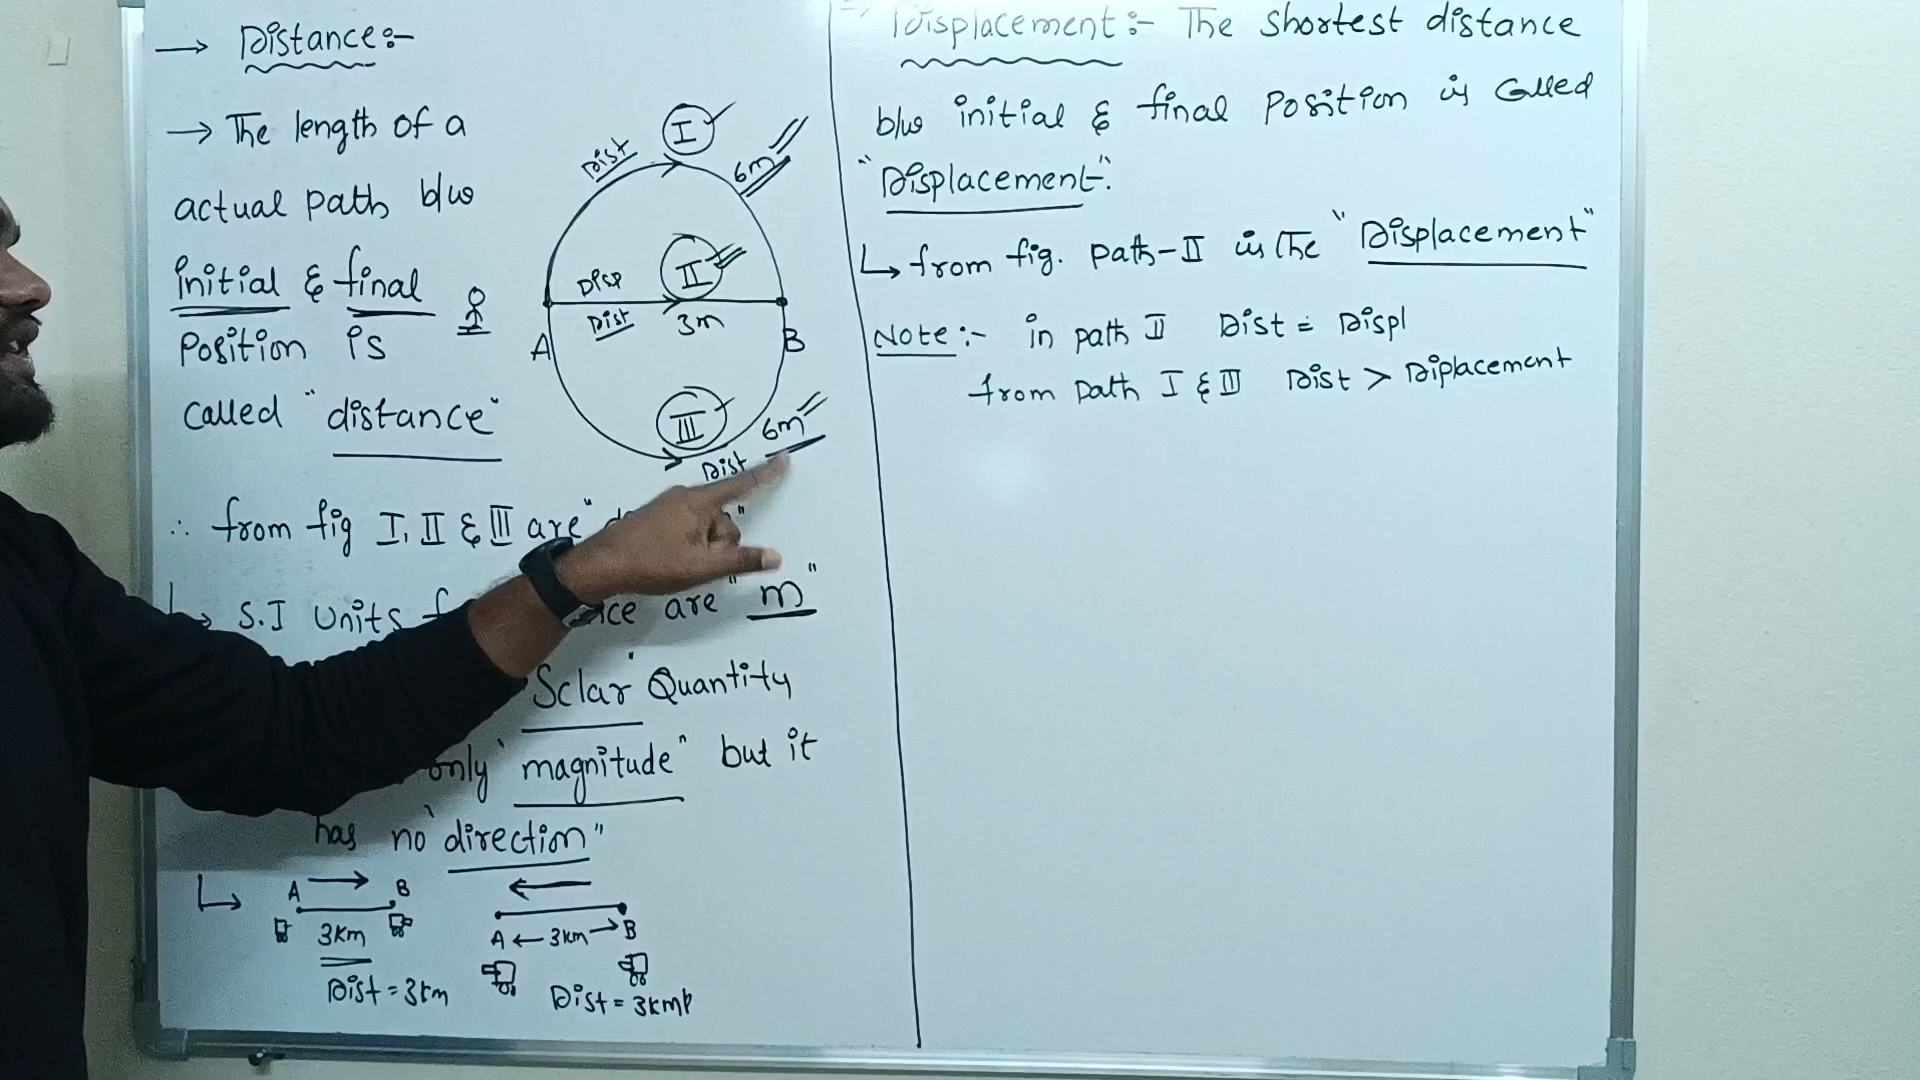 → Distance:-
→ The length of a
actual path b/w
initial & final
Position is
called "distance"
I
Dist
6m
II
Disp
Dist
3m
A
B
III
6m
Dist
∴ from fig I, II & III are "
S.I Units are "m"
"Sclar" Quantity
only "magnitude" but it
has no "direction"
A → B
3km
Dist = 3km
←
A ← 3km → B
Dist = 3km
Displacement:- The Shortest distance
b/w initial & final Position is Called
"Displacement".
↳ from fig. path-II is The "Displacement"
Note:- in path II Dist = Displ
from path I & III Dist > Diplacement